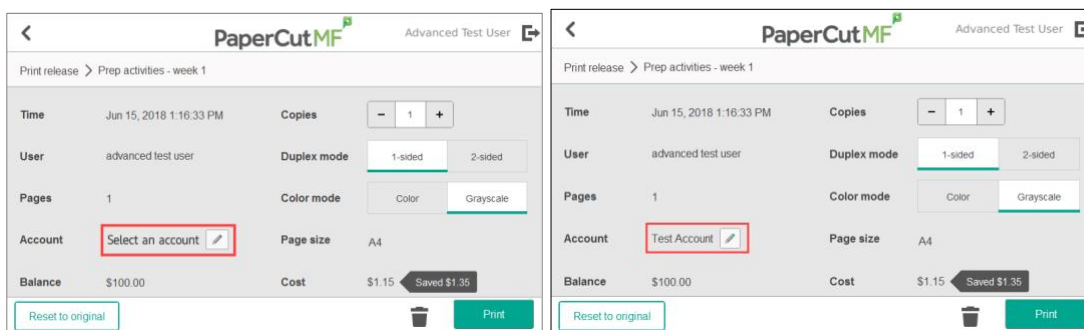 PaperCutMF Advanced Test User
Print release > Prep activities - week 1
Time Jun 15, 2018 1:16:33 PM Copies - 1 +
User advanced test user Duplex mode 1-sided 2-sided
Pages 1 Color mode Color Grayscale
Account Select an account Page size A4
Balance $100.00 Cost $1.15 Saved $1.35
Reset to original Print
PaperCutMF Advanced Test User
Print release > Prep activities - week 1
Time Jun 15, 2018 1:16:33 PM Copies - 1 +
User advanced test user Duplex mode 1-sided 2-sided
Pages 1 Color mode Color Grayscale
Account Test Account Page size A4
Balance $100.00 Cost $1.15 Saved $1.35
Reset to original Print